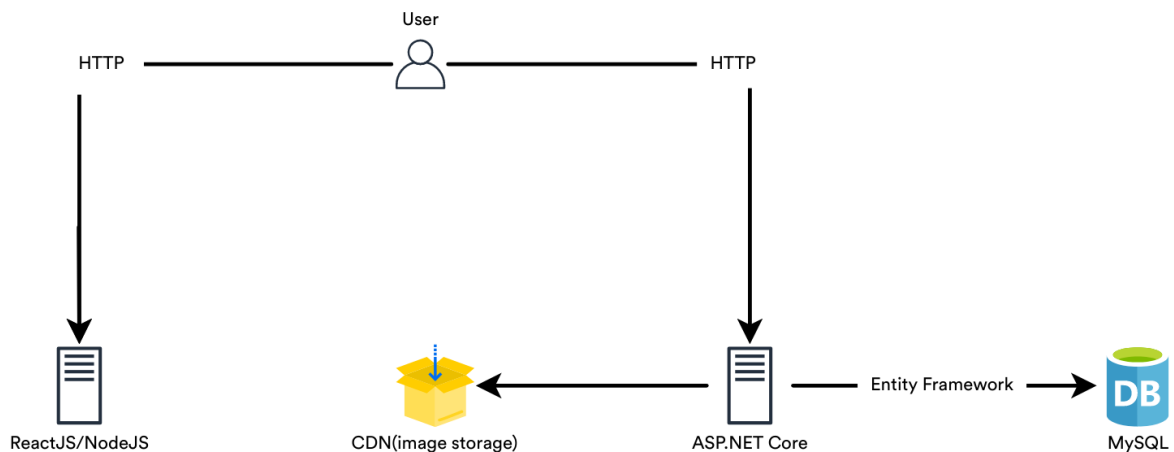 User
HTTP
HTTP
Entity Framework
DB
ReactJS/NodeJS
CDN(image storage)
ASP.NET Core
MySQL